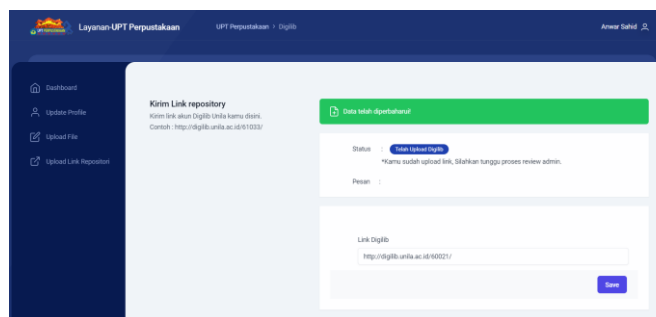 Layanan-UPT Perpustakaan
UPT Perpustakaan > Digilib
Anwar Sahid
Dashboard
Update Profile
Upload File
Upload Link Repositori
Kirim Link repository
Kirim link akun Digilib Unila kamu disini.
Contoh : http://digilib.unila.ac.id/61033/
Data telah diperbaharui!
Status : Telah Upload Digilib
*Kamu sudah upload link, Silahkan tunggu proses review admin.
Pesan :
Link Digilib
http://digilib.unila.ac.id/60021/
Save